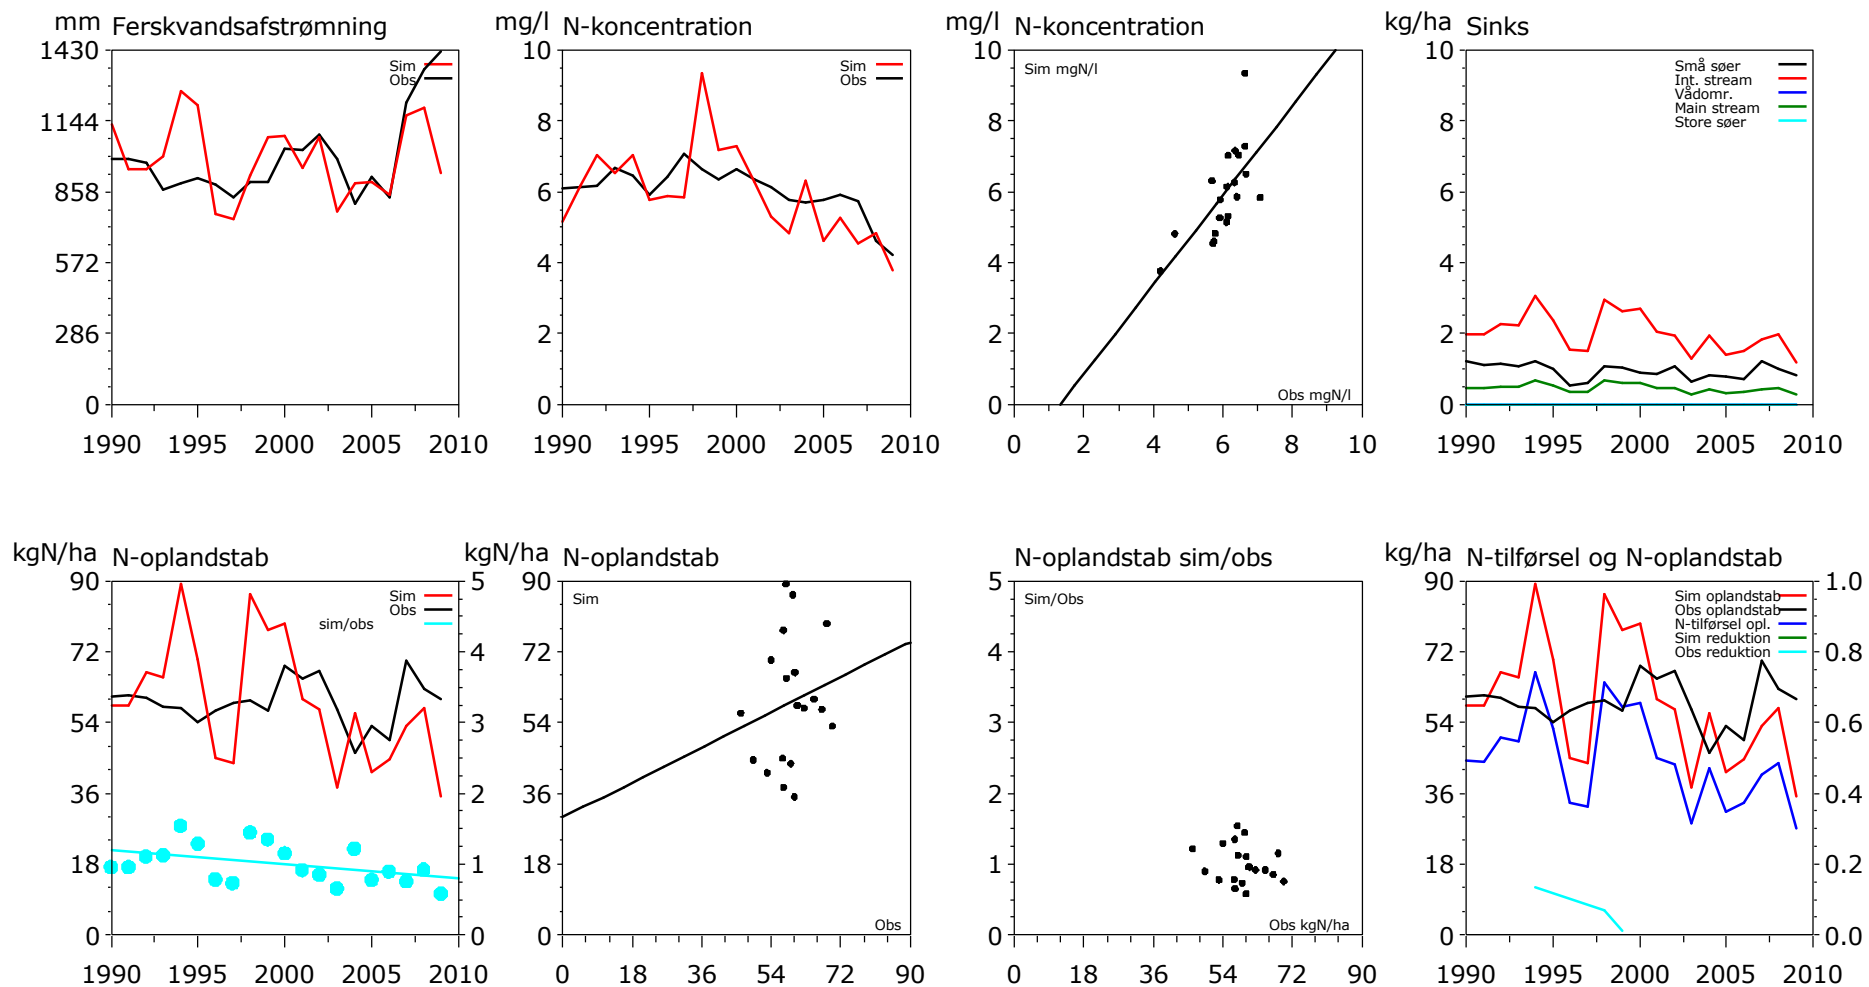 mm Ferskvandsafstrømning
1430
1144
858
572
286
0
1990 1995 2000 2005 2010
Sim
Obs
mg/l N-koncentration
10
8
6
4
2
0
1990 1995 2000 2005 2010
Sim
Obs
mg/l N-koncentration
10
8
6
4
2
0
0 2 4 6 8 10
Sim mgN/l
Obs mgN/l
kg/ha Sinks
10
8
6
4
2
0
1990 1995 2000 2005 2010
Små søer
Int. stream
Vådomr.
Main stream
Store søer
kgN/ha N-oplandstab
90
72
54
36
18
0
5
4
3
2
1
0
1990 1995 2000 2005 2010
Sim
Obs
sim/obs
kgN/ha N-oplandstab
90
72
54
36
18
0
0 18 36 54 72 90
Sim
Obs
N-oplandstab sim/obs
5
4
3
2
1
0
0 18 36 54 72 90
Sim/Obs
Obs kgN/ha
kg/ha N-tilførsel og N-oplandstab
90
72
54
36
18
0
1.0
0.8
0.6
0.4
0.2
0.0
1990 1995 2000 2005 2010
Sim oplandstab
Obs oplandstab
N-tilførsel opl.
Sim reduktion
Obs reduktion